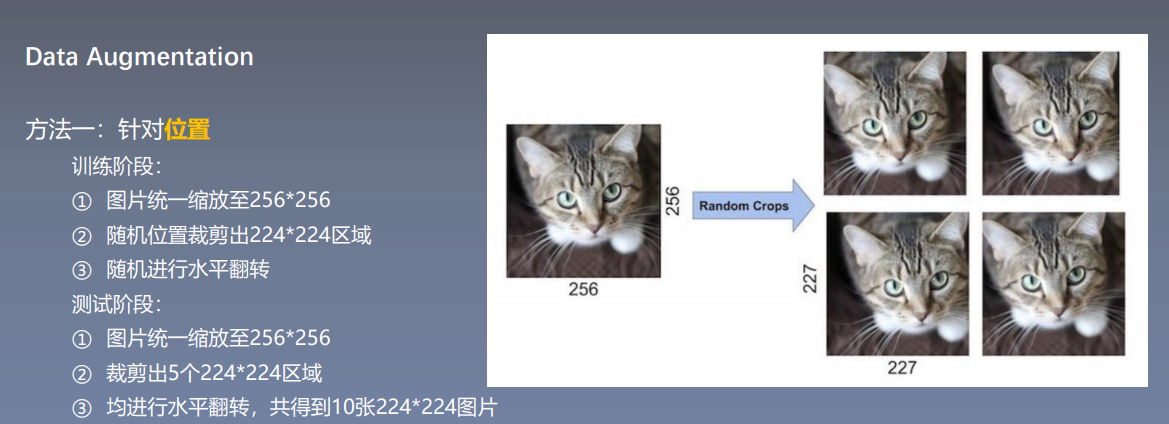 Data Augmentation
方法一：针对位置
训练阶段：
① 图片统一缩放至256*256
② 随机位置裁剪出224*224区域
③ 随机进行水平翻转
测试阶段：
① 图片统一缩放至256*256
② 裁剪出5个224*224区域
③ 均进行水平翻转，共得到10张224*224图片
256
256
Random Crops
227
227